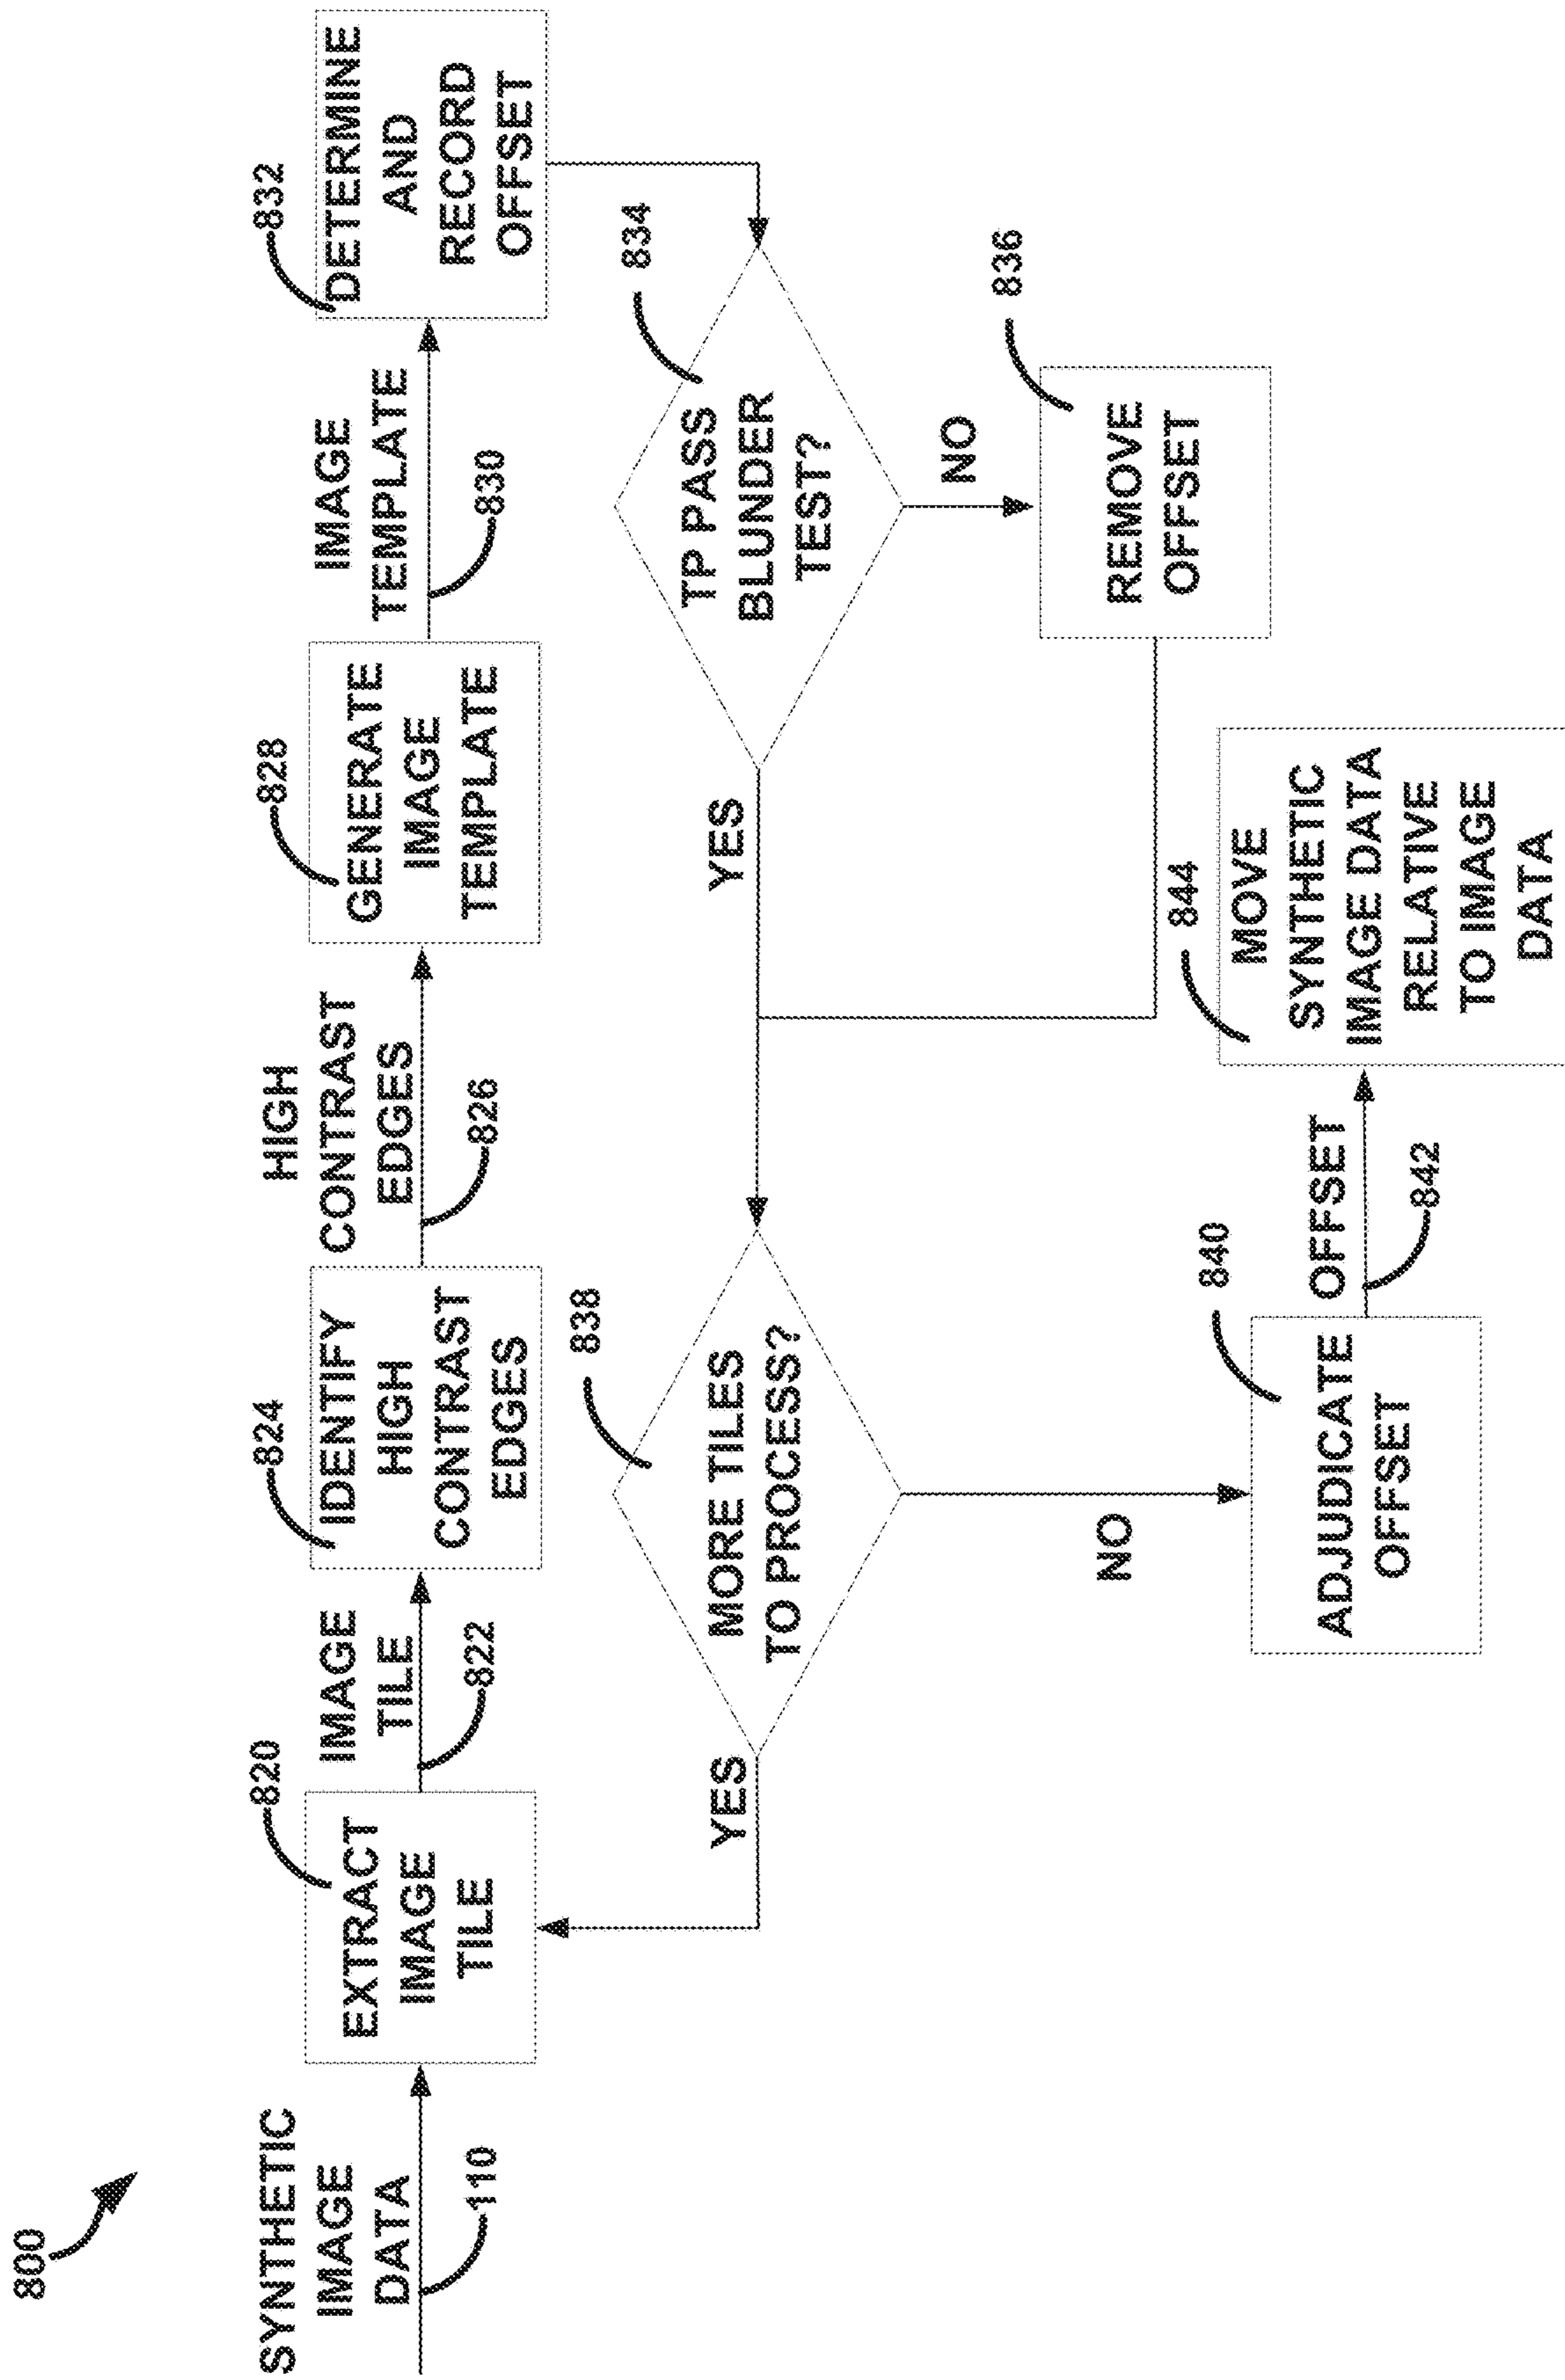 800
SYNTHETIC
IMAGE
DATA
110
820
EXTRACT
IMAGE
TILE
IMAGE
TILE
822
824
IDENTIFY
HIGH
CONTRAST
EDGES
HIGH
CONTRAST
EDGES
826
828
GENERATE
IMAGE
TEMPLATE
IMAGE
TEMPLATE
830
832
DETERMINE
AND
RECORD
OFFSET
834
TP PASS
BLUNDER
TEST?
YES
NO
836
REMOVE
OFFSET
838
MORE TILES
TO PROCESS?
YES
NO
840
ADJUDICATE
OFFSET
OFFSET
842
844
MOVE
SYNTHETIC
IMAGE DATA
RELATIVE
TO IMAGE
DATA